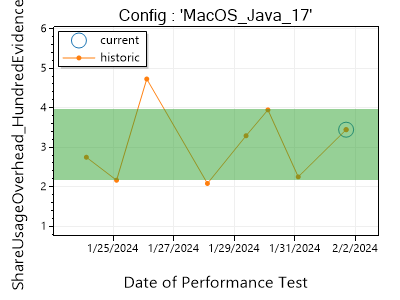 Config : 'MacOS_Java_17'
current
historic
ShareUsageOverhead_HundredEvidence
6
5
4
3
2
1
1/25/2024
1/27/2024
1/29/2024
1/31/2024
2/2/2024
Date of Performance Test